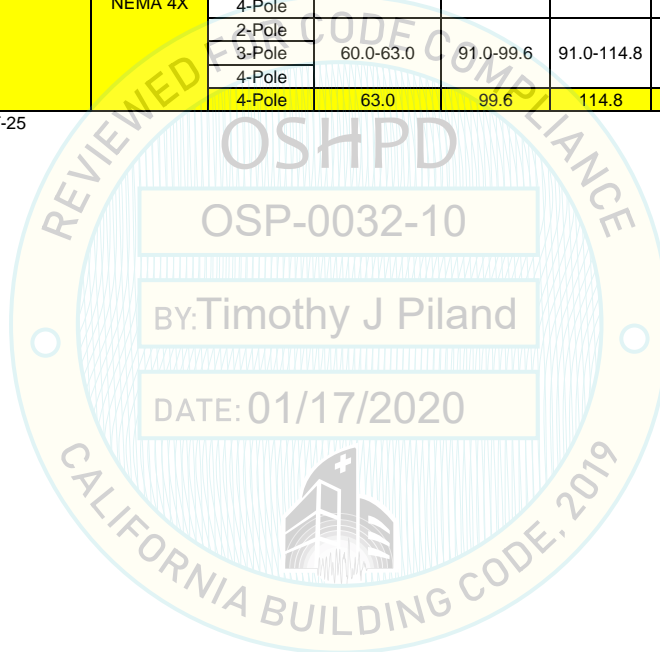 NEMA 4X 4-Pole
2-Pole
3-Pole 60.0-63.0 91.0-99.6 91.0-114.8
4-Pole
4-Pole 63.0 99.6 114.8
-25
REVIEWED FOR CODE COMPLIANCE
OSHPD
OSP-0032-10
BY:Timothy J Piland
DATE: 01/17/2020
CALIFORNIA BUILDING CODE, 2019